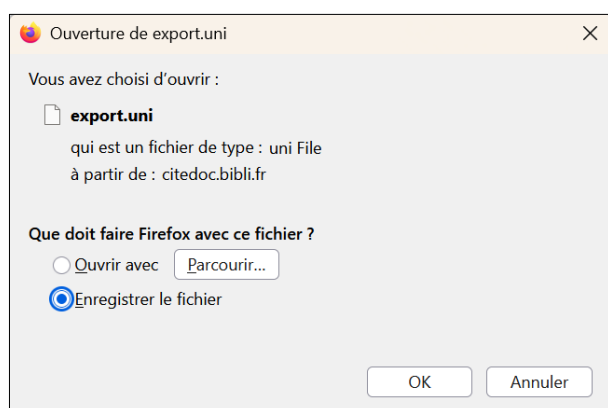 Ouverture de export.uni
Vous avez choisi d'ouvrir :
export.uni
qui est un fichier de type : uni File
à partir de : citedoc.bibli.fr
Que doit faire Firefox avec ce fichier ?
Ouvrir avec Parcourir...
Enregistrer le fichier
OK Annuler